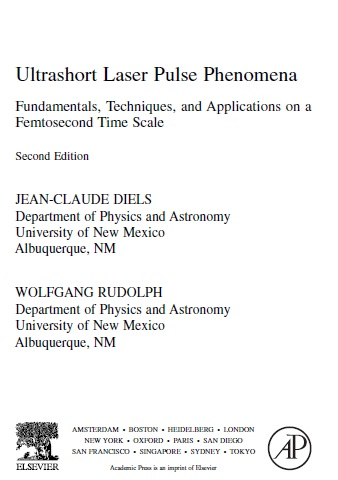 Ultrashort Laser Pulse Phenomena
Fundamentals, Techniques, and Applications on a
Femtosecond Time Scale
Second Edition
JEAN-CLAUDE DIELS
Department of Physics and Astronomy
University of New Mexico
Albuquerque, NM
WOLFGANG RUDOLPH
Department of Physics and Astronomy
University of New Mexico
Albuquerque, NM
ELSEVIER
AMSTERDAM • BOSTON • HEIDELBERG • LONDON
NEW YORK • OXFORD • PARIS • SAN DIEGO
SAN FRANCISCO • SINGAPORE • SYDNEY • TOKYO
Academic Press is an imprint of Elsevier
AP